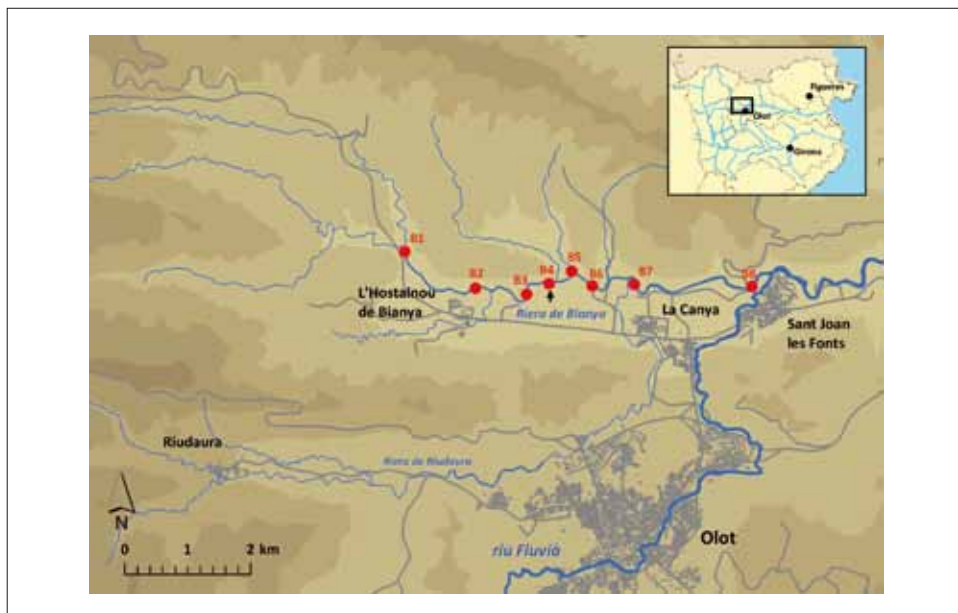 Figueres
Olot
Girona
B1
B2
B3
B4
B5
B6
B7
B8
L'Hostalnou
de Bianya
Riera de Bianya
La Canya
Sant Joan
les Fonts
Riudaura
Riera de Riudaura
Olot
riu Fluvià
N
0 1 2 km